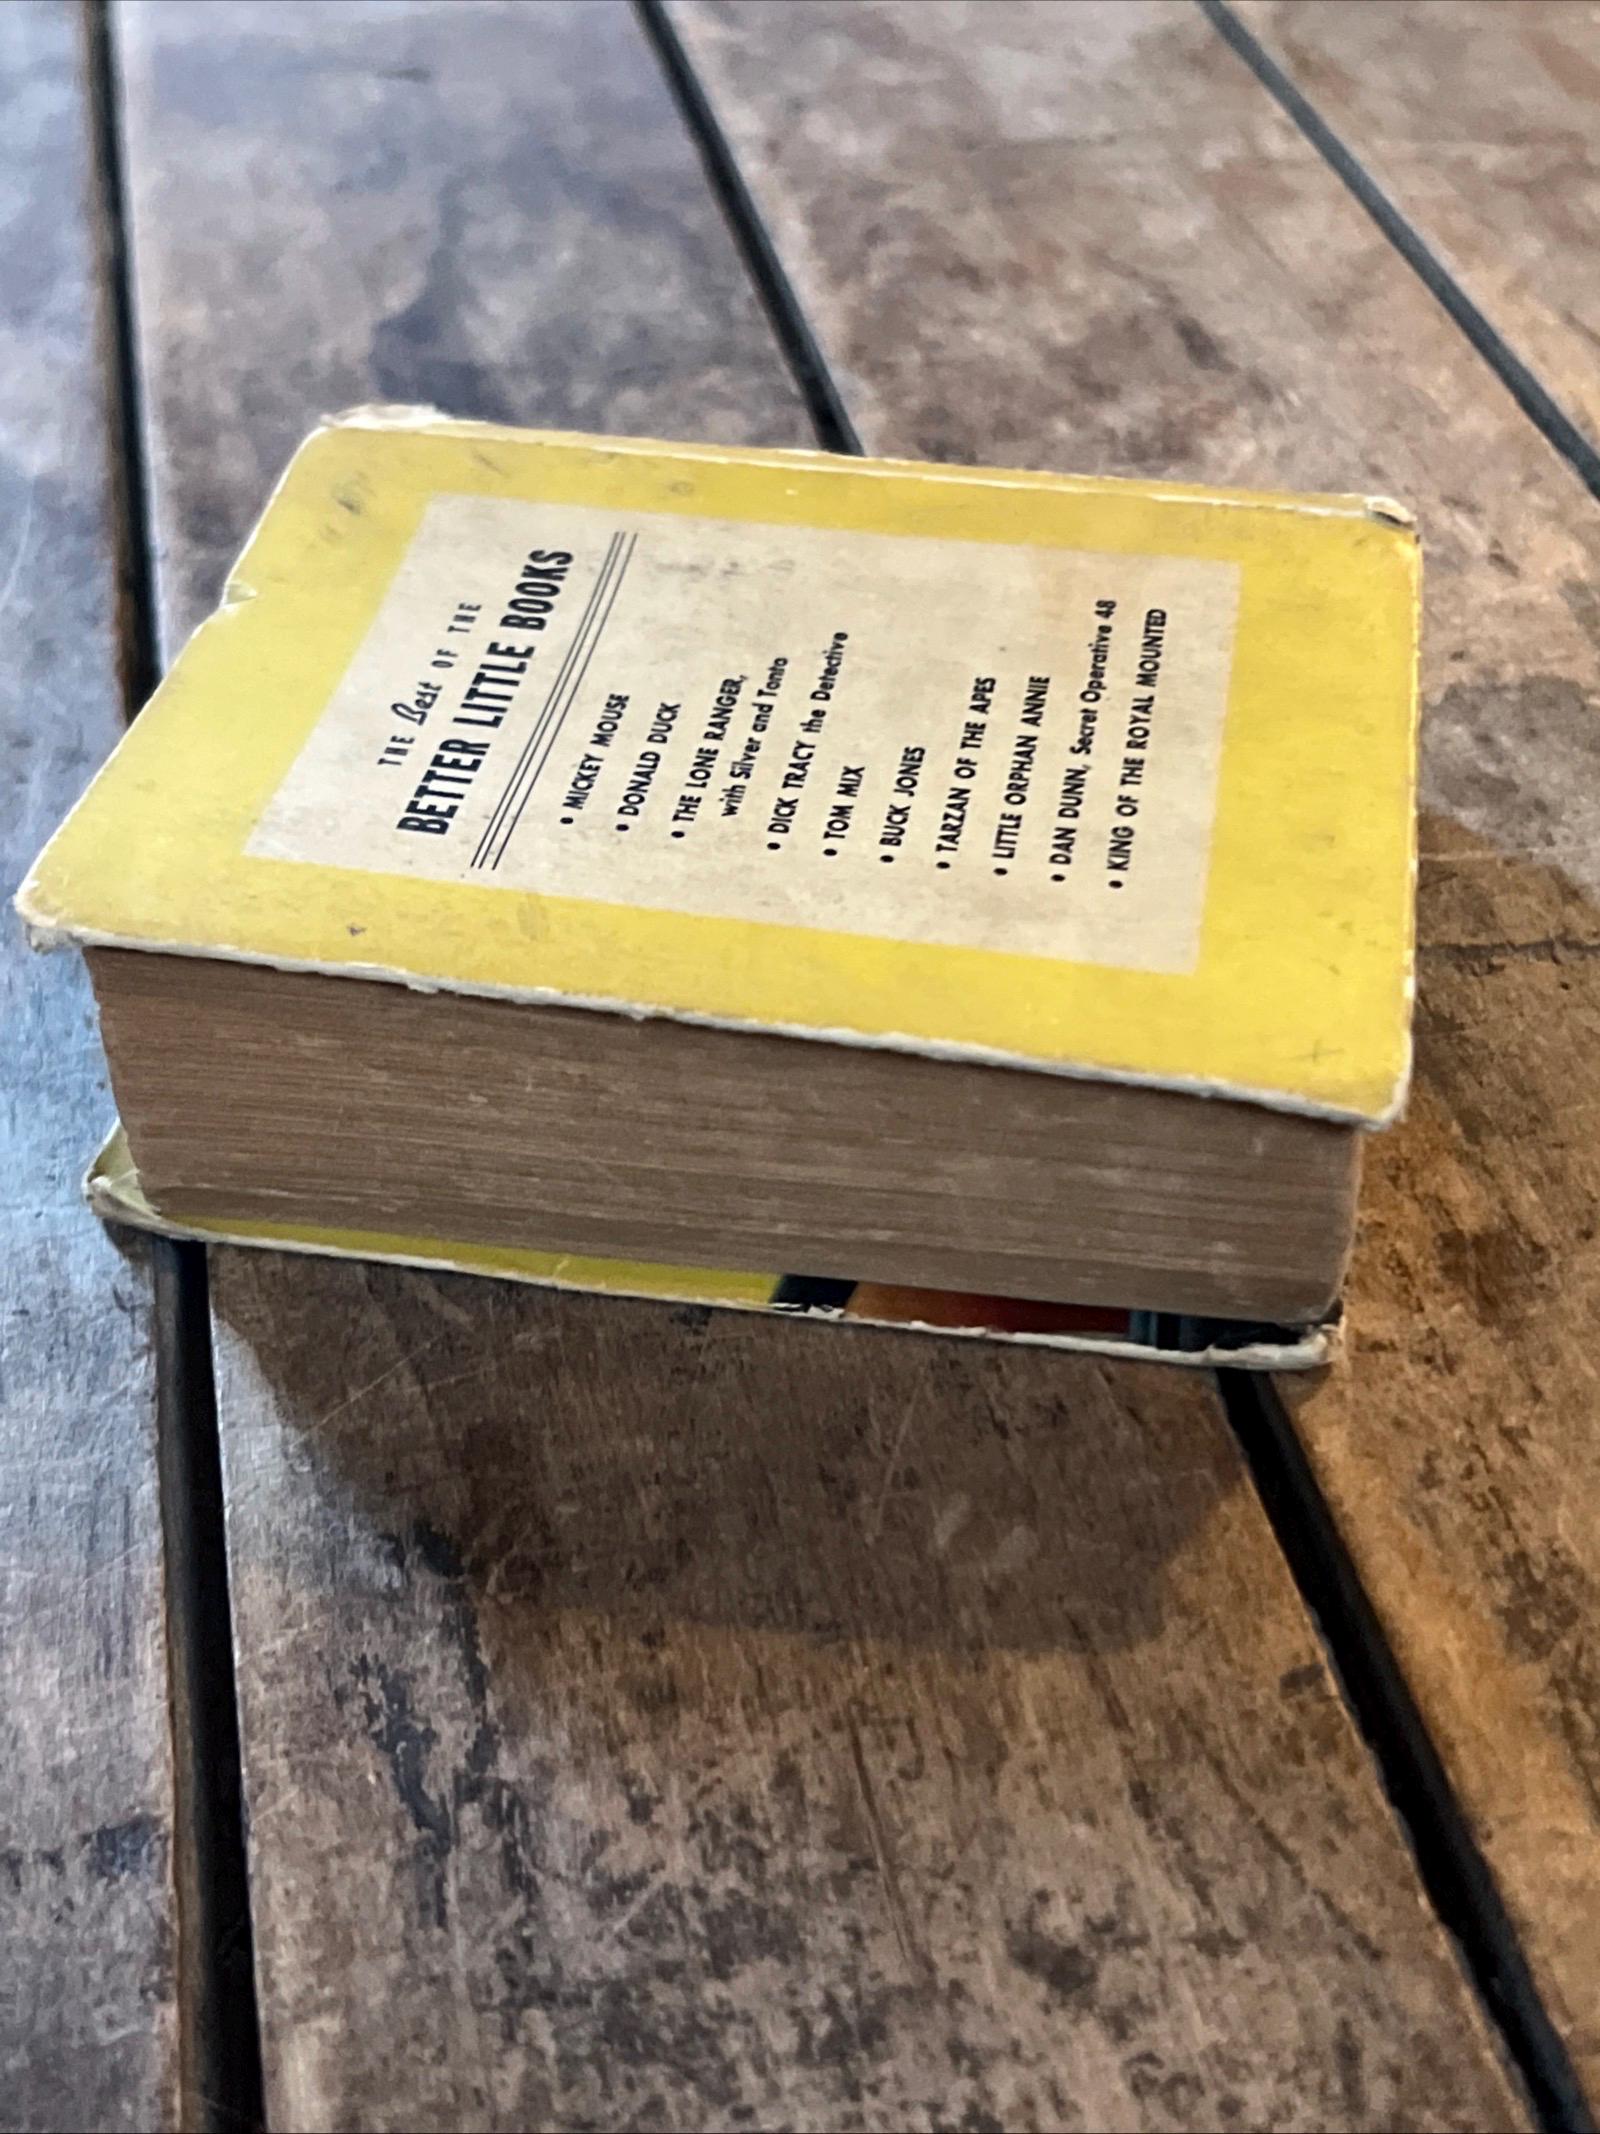 THE Best OF THE
BETTER LITTLE BOOKS
• MICKEY MOUSE
• DONALD DUCK
• THE LONE RANGER,
with Silver and Tonto
• DICK TRACY the Detective
• TOM MIX
• BUCK JONES
• TARZAN OF THE APES
• LITTLE ORPHAN ANNIE
• DAN DUNN, Secret Operative 48
• KING OF THE ROYAL MOUNTED